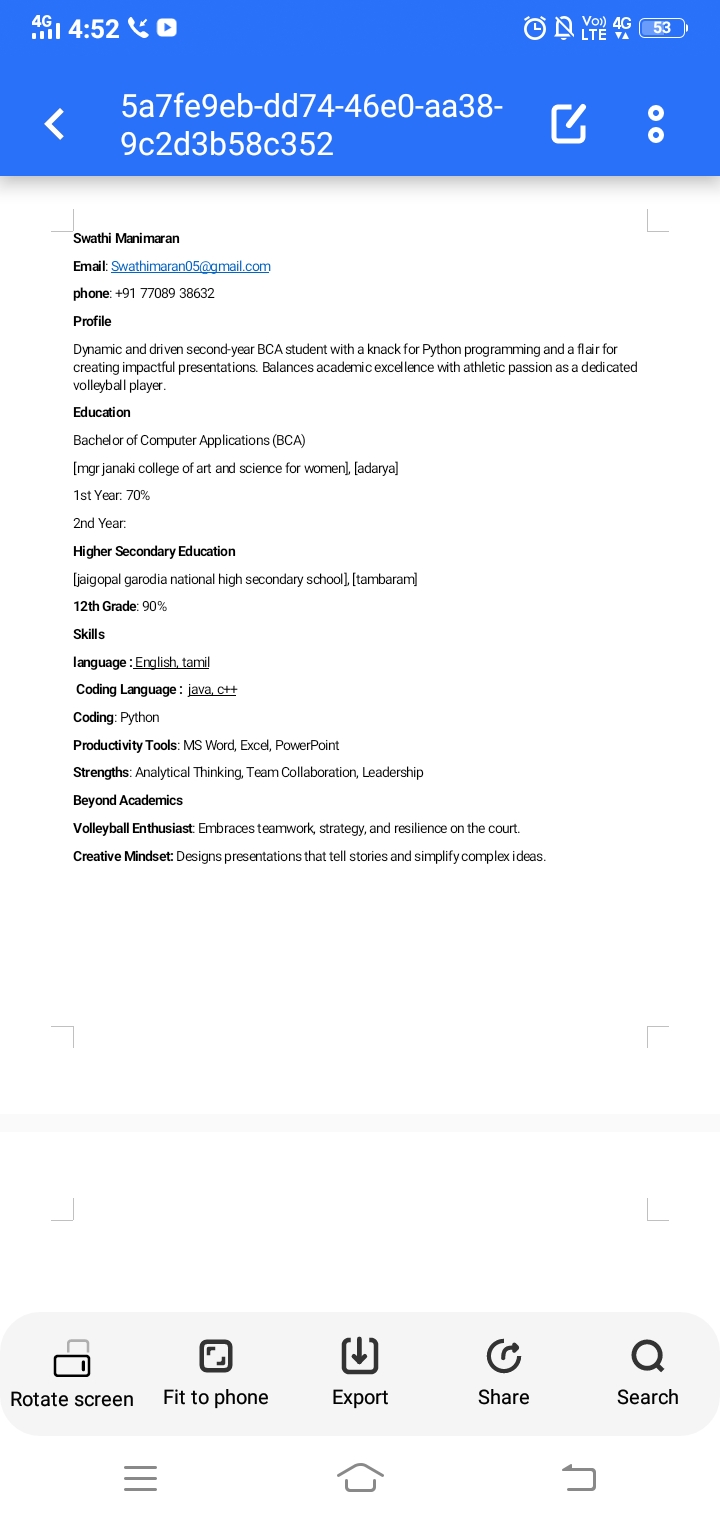 4G 4:52 Vo)) LTE 4G 53
5a7fe9eb-dd74-46e0-aa38-
9c2d3b58c352
Swathi Manimaran
Email: Swathimaran05@gmail.com
phone: +91 77089 38632
Profile
Dynamic and driven second-year BCA student with a knack for Python programming and a flair for
creating impactful presentations. Balances academic excellence with athletic passion as a dedicated
volleyball player.
Education
Bachelor of Computer Applications (BCA)
[mgr janaki college of art and science for women], [adarya]
1st Year: 70%
2nd Year:
Higher Secondary Education
[jaigopal garodia national high secondary school], [tambaram]
12th Grade: 90%
Skills
language : English, tamil
Coding Language : java, c++
Coding: Python
Productivity Tools: MS Word, Excel, PowerPoint
Strengths: Analytical Thinking, Team Collaboration, Leadership
Beyond Academics
Volleyball Enthusiast: Embraces teamwork, strategy, and resilience on the court.
Creative Mindset: Designs presentations that tell stories and simplify complex ideas.
Rotate screen Fit to phone Export Share Search